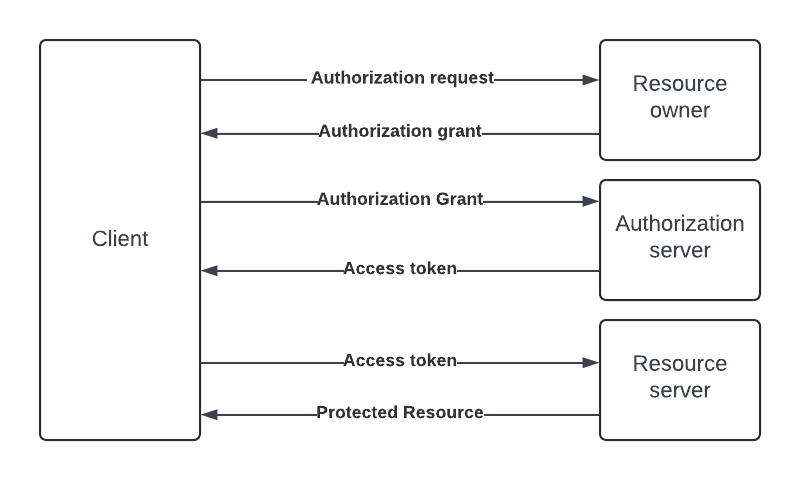 Authorization request
Resource
owner
Authorization grant
Authorization Grant
Authorization
server
Client
Access token
Access token
Resource
server
Protected Resource